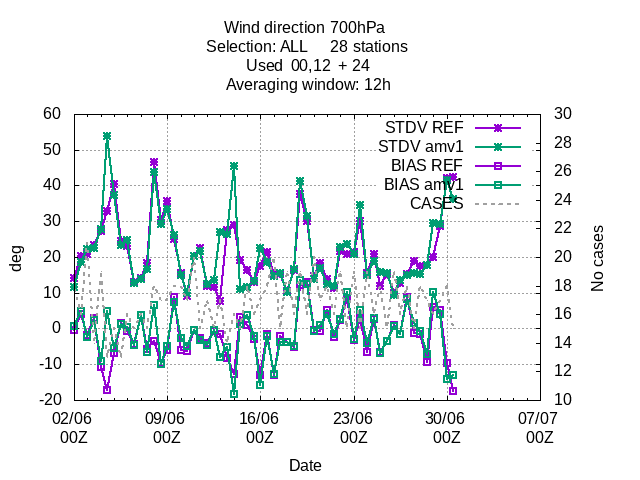 Wind direction 700hPa
Selection: ALL 28 stations
Used 00,12 + 24
Averaging window: 12h
STDV REF
STDV amv1
BIAS REF
BIAS amv1
CASES
deg
60
50
40
30
20
10
0
-10
-20
No cases
30
28
26
24
22
20
18
16
14
12
10
02/06 09/06 16/06 23/06 30/06 07/07
00Z 00Z 00Z 00Z 00Z 00Z
Date